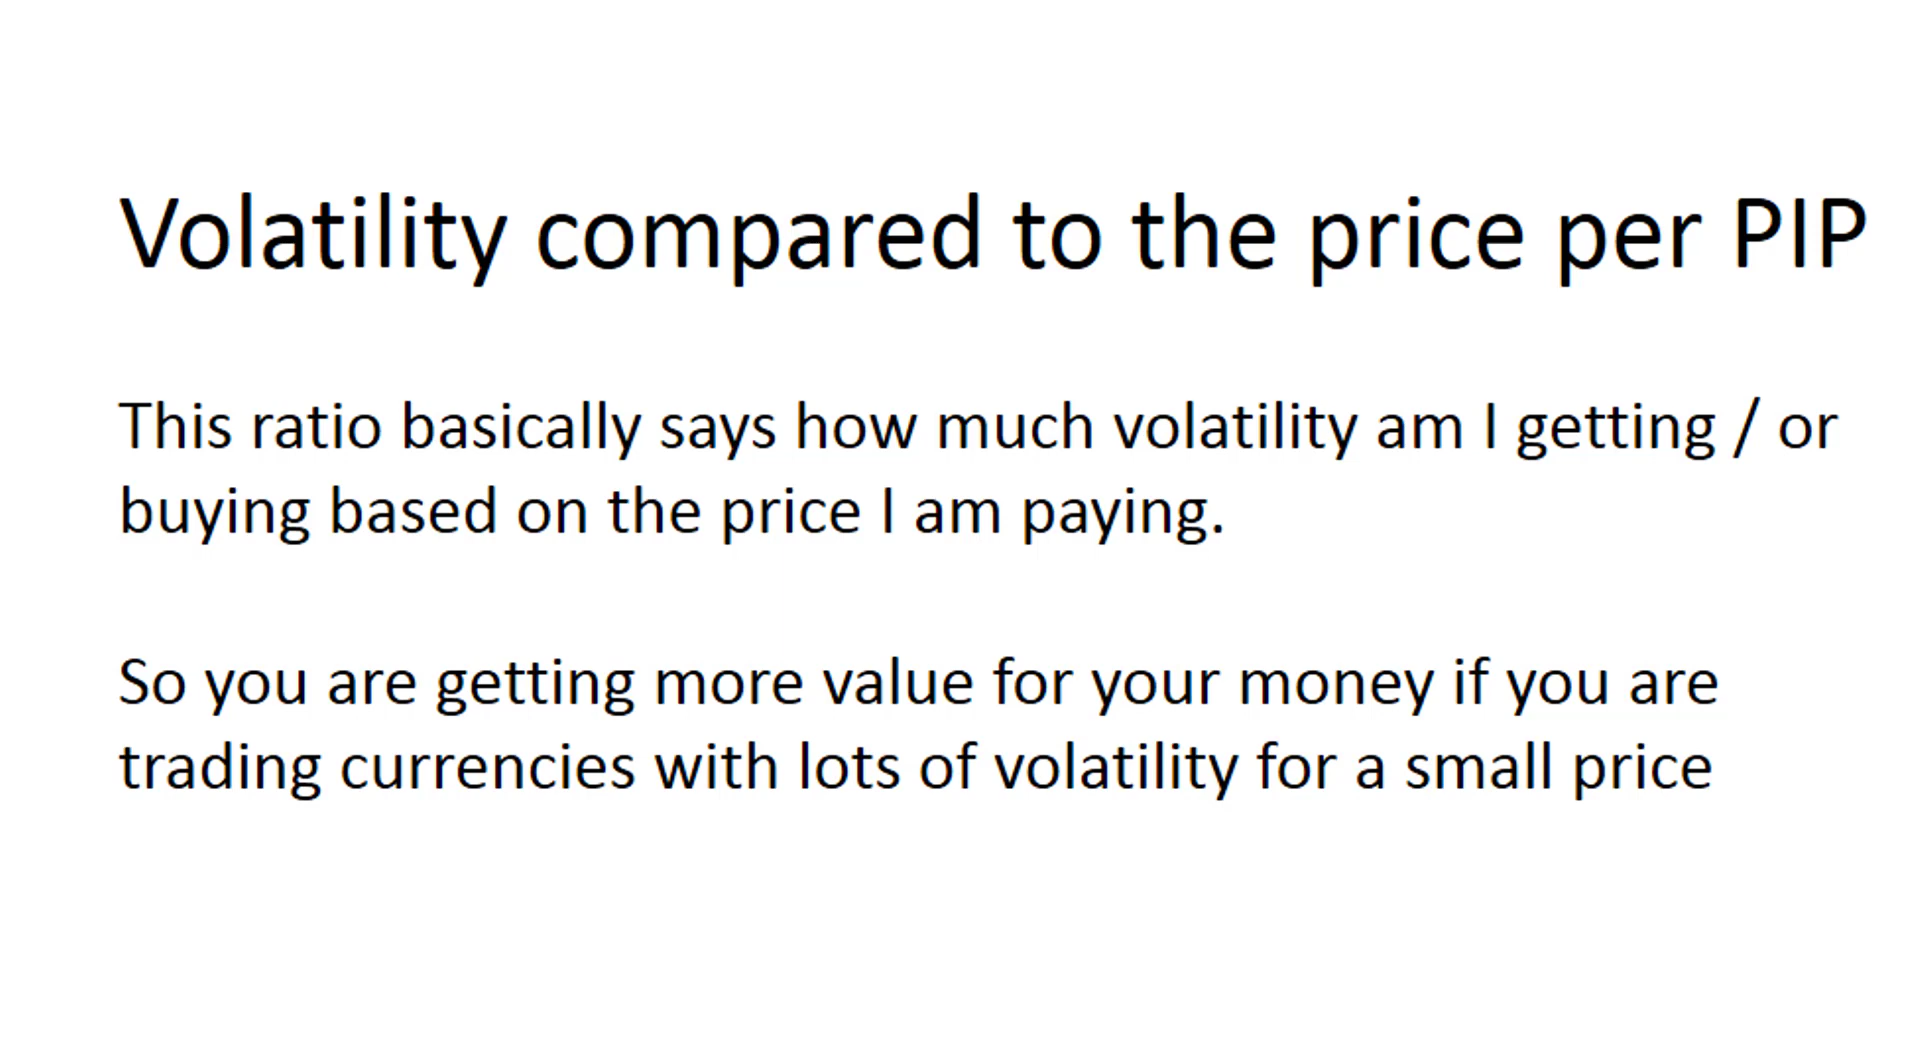 Volatility compared to the price per PIP
This ratio basically says how much volatility am I getting / or
buying based on the price I am paying.
So you are getting more value for your money if you are
trading currencies with lots of volatility for a small price